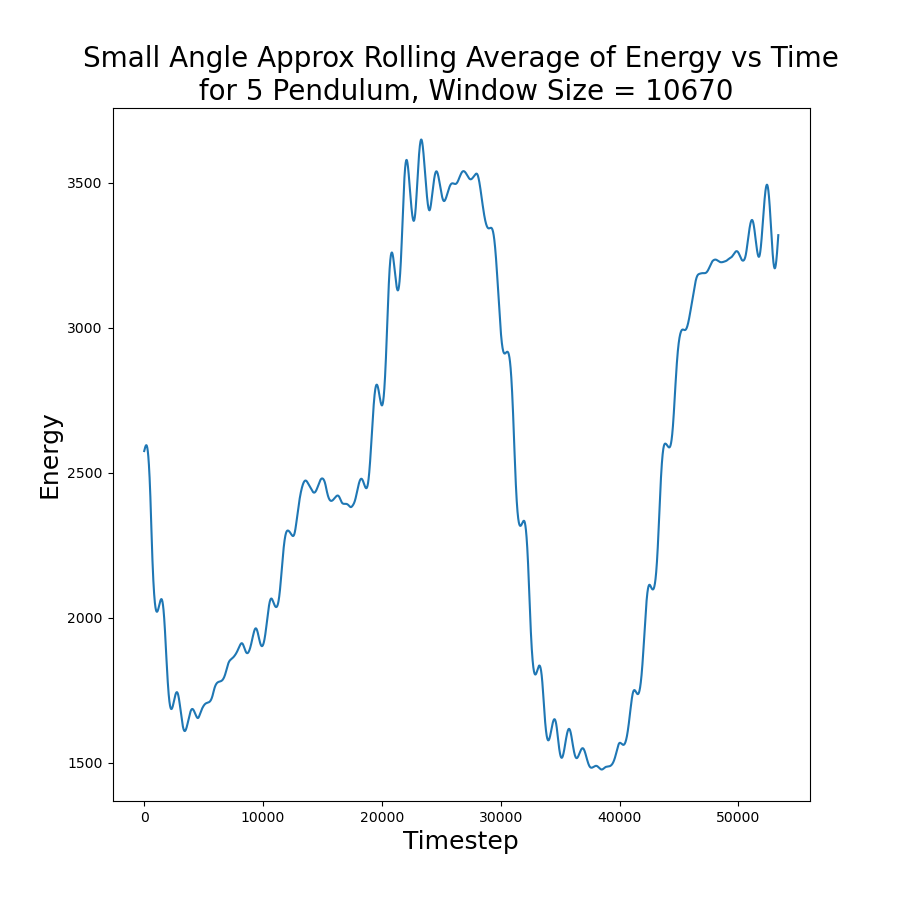 Small Angle Approx Rolling Average of Energy vs Time
for 5 Pendulum, Window Size = 10670
3500
3000
2500
2000
1500
Energy
0 10000 20000 30000 40000 50000
Timestep